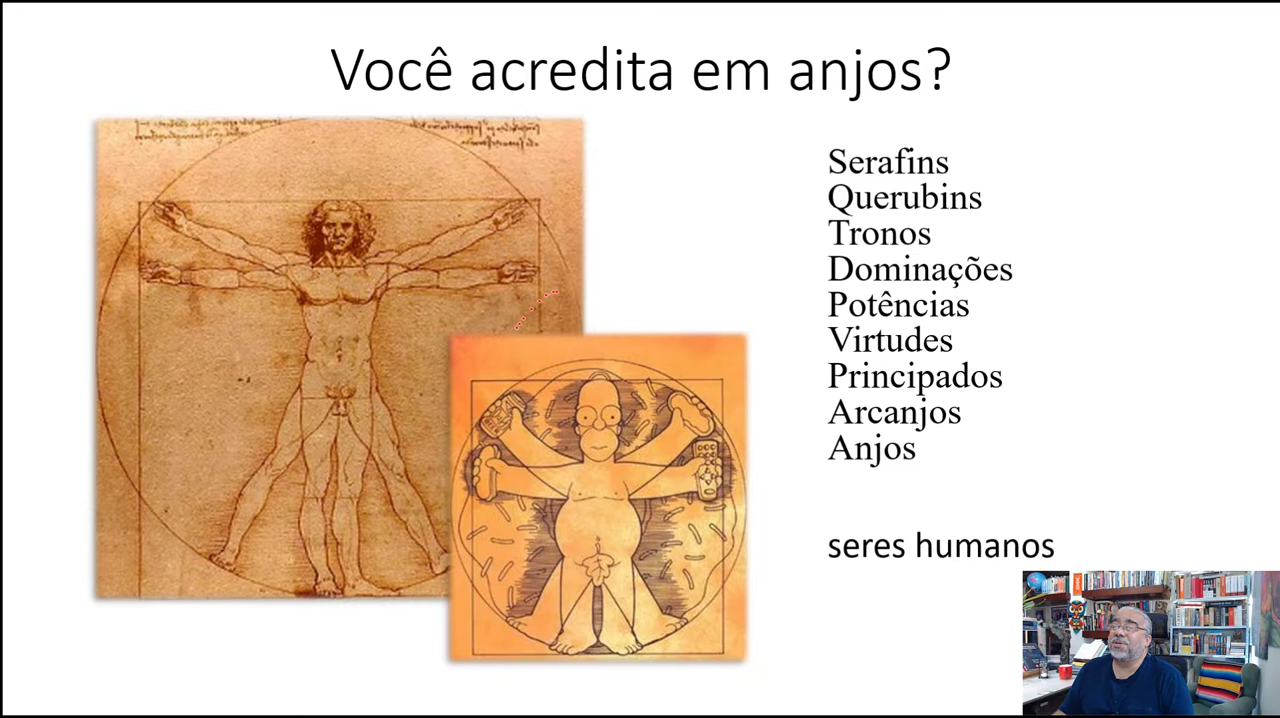 Você acredita em anjos?
Serafins
Querubins
Tronos
Dominações
Potências
Virtudes
Principados
Arcanjos
Anjos
seres humanos